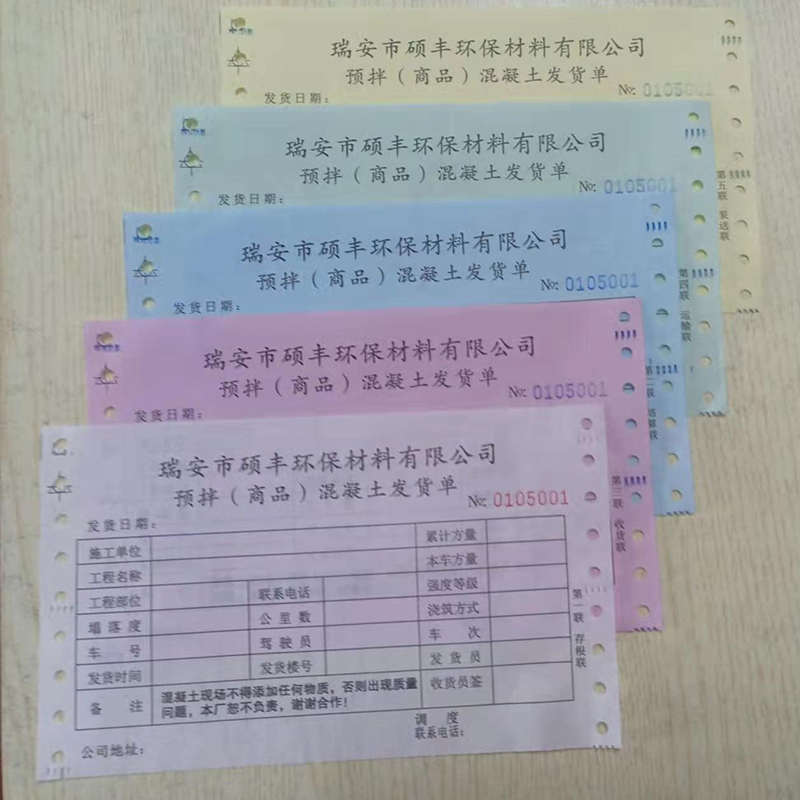 瑞安市硕丰环保材料有限公司
预拌（商品）混凝土发货单
No: 0105001
发货日期：
第五联 发送联
瑞安市硕丰环保材料有限公司
预拌（商品）混凝土发货单
No: 0105001
发货日期：
第四联 运输联
瑞安市硕丰环保材料有限公司
预拌（商品）混凝土发货单
No: 0105001
发货日期：
第二联
瑞安市硕丰环保材料有限公司
预拌（商品）混凝土发货单
No: 0105001
发货日期：
第三联 收货联
瑞安市硕丰环保材料有限公司
预拌（商品）混凝土发货单
No: 0105001
发货日期：
施工单位 累计方量
工程名称 本车方量
工程部位 联系电话 强度等级
塌落度 公里数 浇筑方式
车号 驾驶员 车次
发货时间 发货楼号 发货员
备注 混凝土现场不得添加任何物质，否则出现质量问题，本厂恕不负责，谢谢合作！ 收货员签
第一联 存根联
公司地址： 调度联系电话：